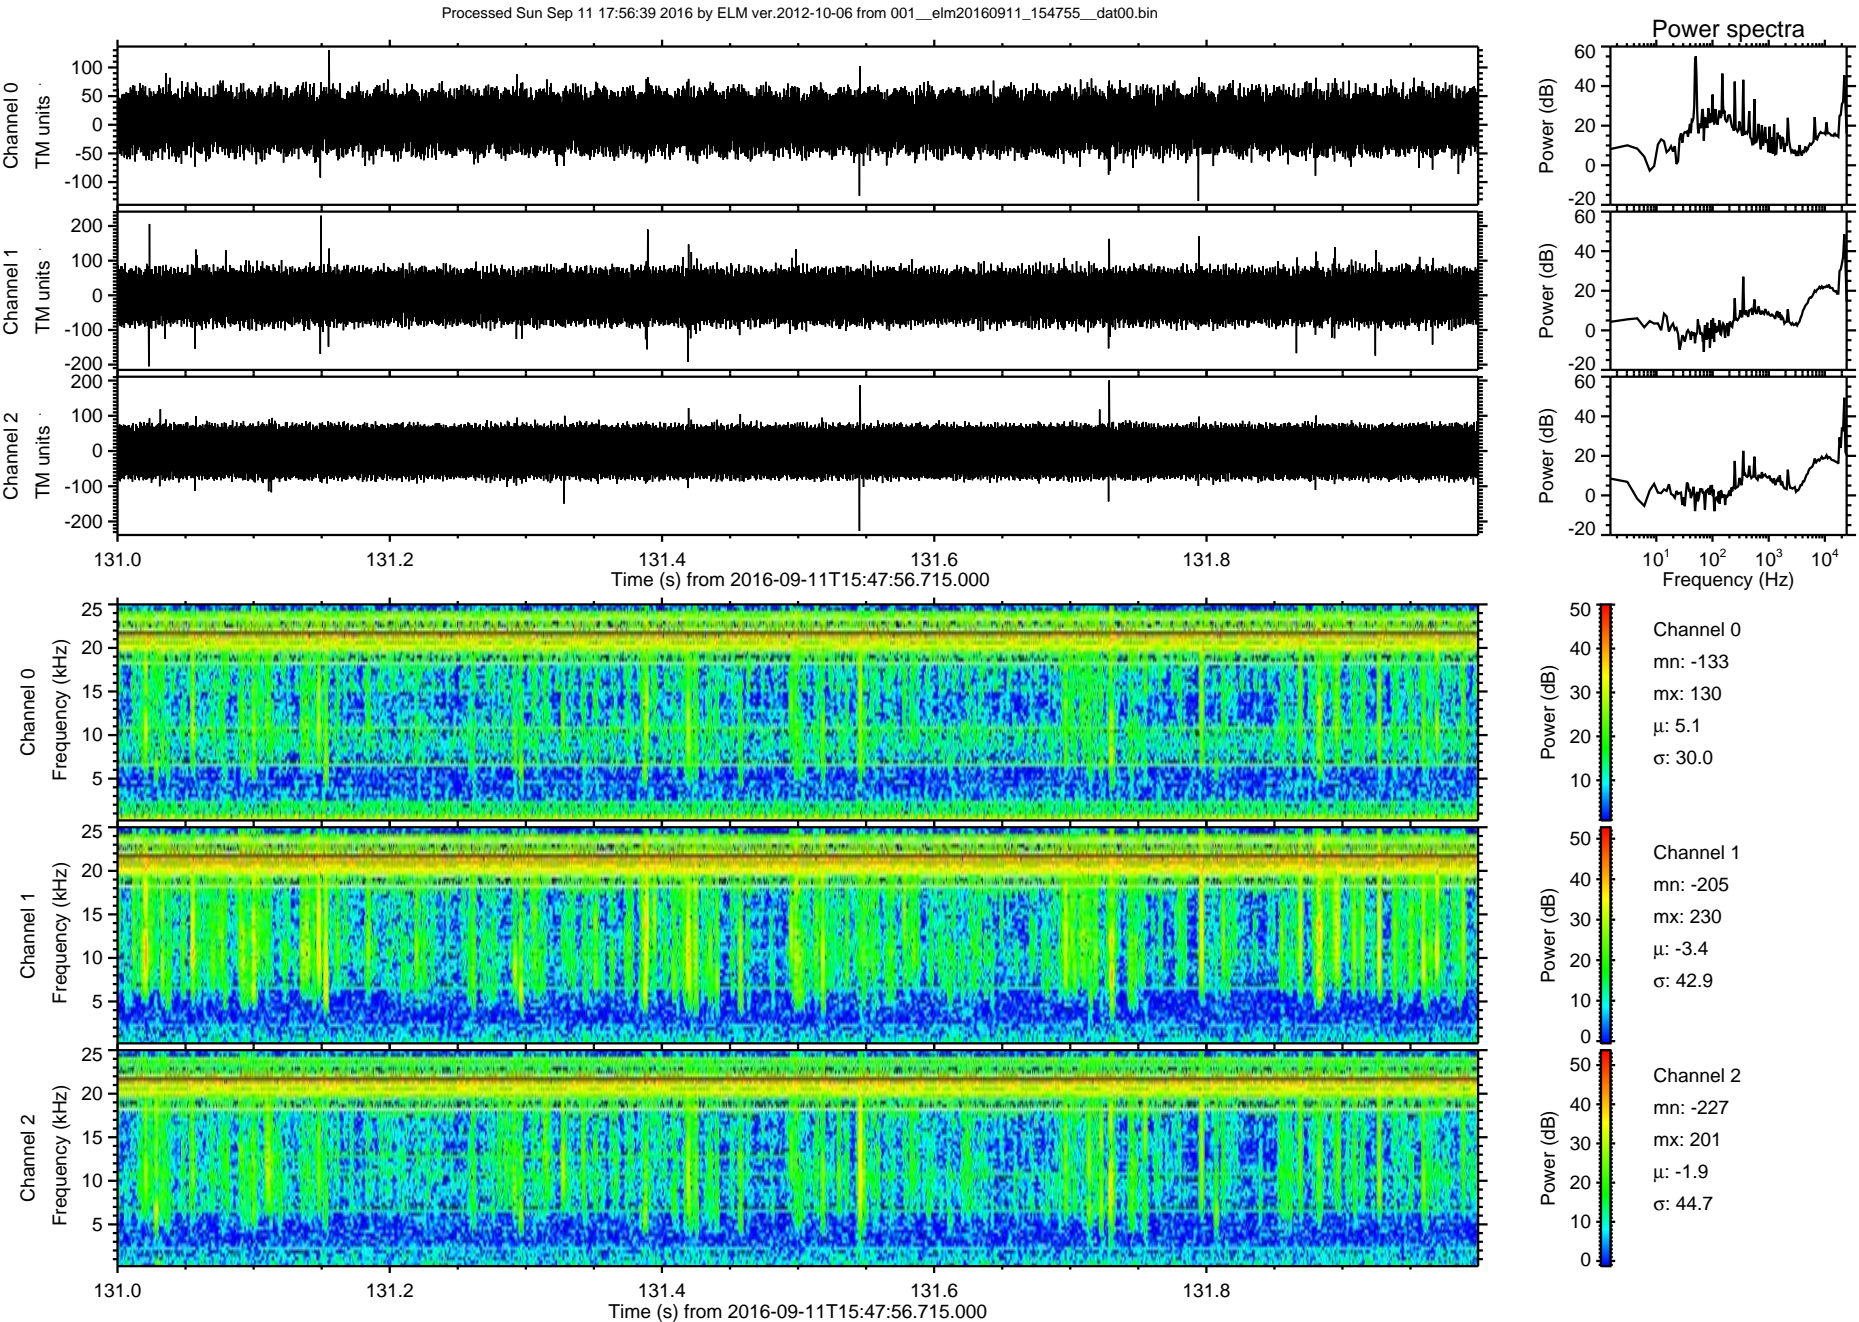 Processed Sun Sep 11 17:56:39 2016 by ELM ver.2012-10-06 from 001__elm20160911_154755__dat00.bin
Power spectra
Channel 0
TM units
100
50
0
-50
-100
Power (dB)
60
40
20
0
-20
Channel 1
TM units
200
100
0
-100
-200
Power (dB)
60
40
20
0
-20
Channel 2
TM units
200
100
0
-100
-200
Power (dB)
60
40
20
0
-20
131.0 131.2 131.4 131.6 131.8
Time (s) from 2016-09-11T15:47:56.715.000
10^1 10^2 10^3 10^4
Frequency (Hz)
Channel 0
Frequency (kHz)
25
20
15
10
5
Power (dB)
50
40
30
20
10
Channel 0
mn: -133
mx: 130
μ: 5.1
σ: 30.0
Channel 1
Frequency (kHz)
25
20
15
10
5
Power (dB)
50
40
30
20
10
0
Channel 1
mn: -205
mx: 230
μ: -3.4
σ: 42.9
Channel 2
Frequency (kHz)
25
20
15
10
5
Power (dB)
50
40
30
20
10
0
Channel 2
mn: -227
mx: 201
μ: -1.9
σ: 44.7
131.0 131.2 131.4 131.6 131.8
Time (s) from 2016-09-11T15:47:56.715.000